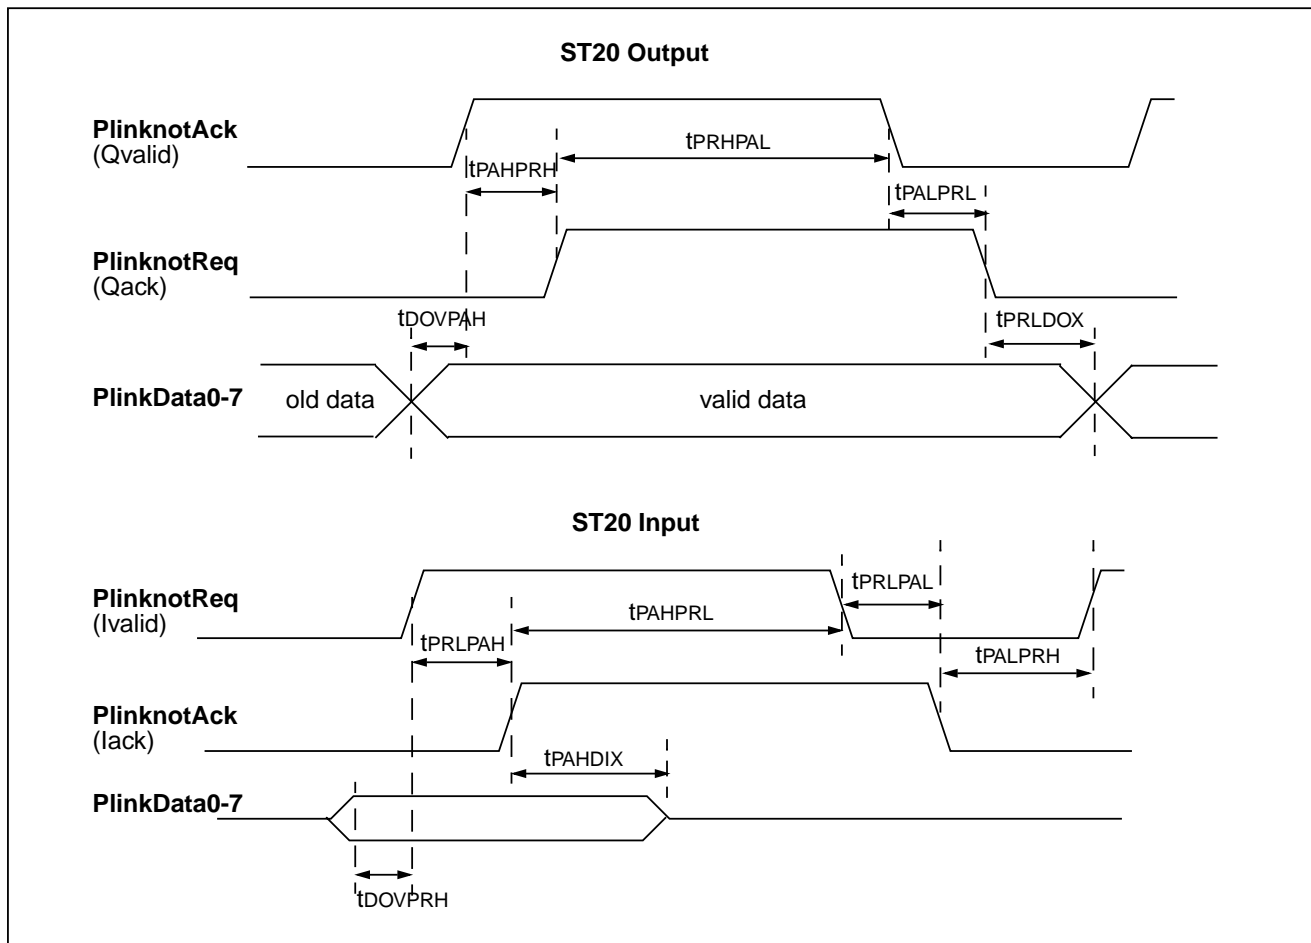 ST20 Output
PlinknotAck
(Qvalid)
tPRHPAL
tPAHPRH
tPALPRL
PlinknotReq
(Qack)
tDOVPAH
tPRLDOX
PlinkData0-7
old data
valid data
ST20 Input
PlinknotReq
(Ivalid)
tPRLPAL
tPAHPRL
tPRLPAH
tPALPRH
PlinknotAck
(Iack)
tPAHDIX
PlinkData0-7
tDOVPRH